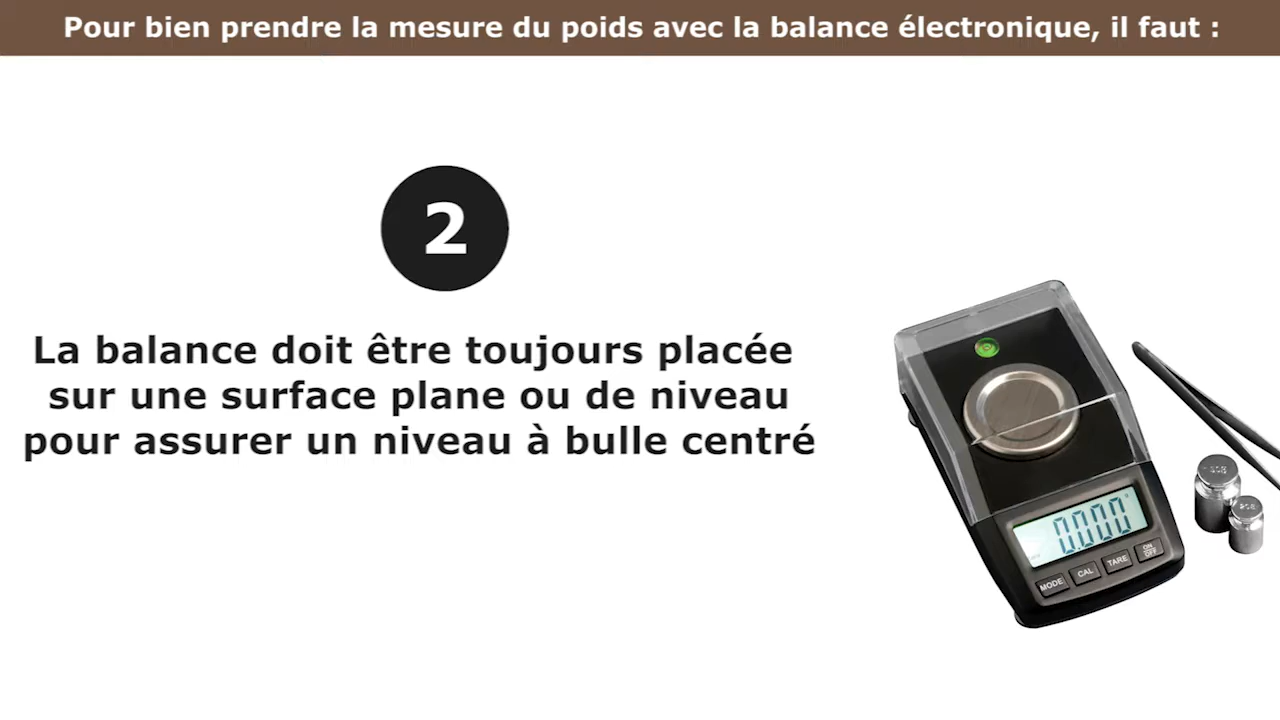 Pour bien prendre la mesure du poids avec la balance électronique, il faut :
2
La balance doit être toujours placée
sur une surface plane ou de niveau
pour assurer un niveau à bulle centré
0.000
MODE CAL TARE ON OFF